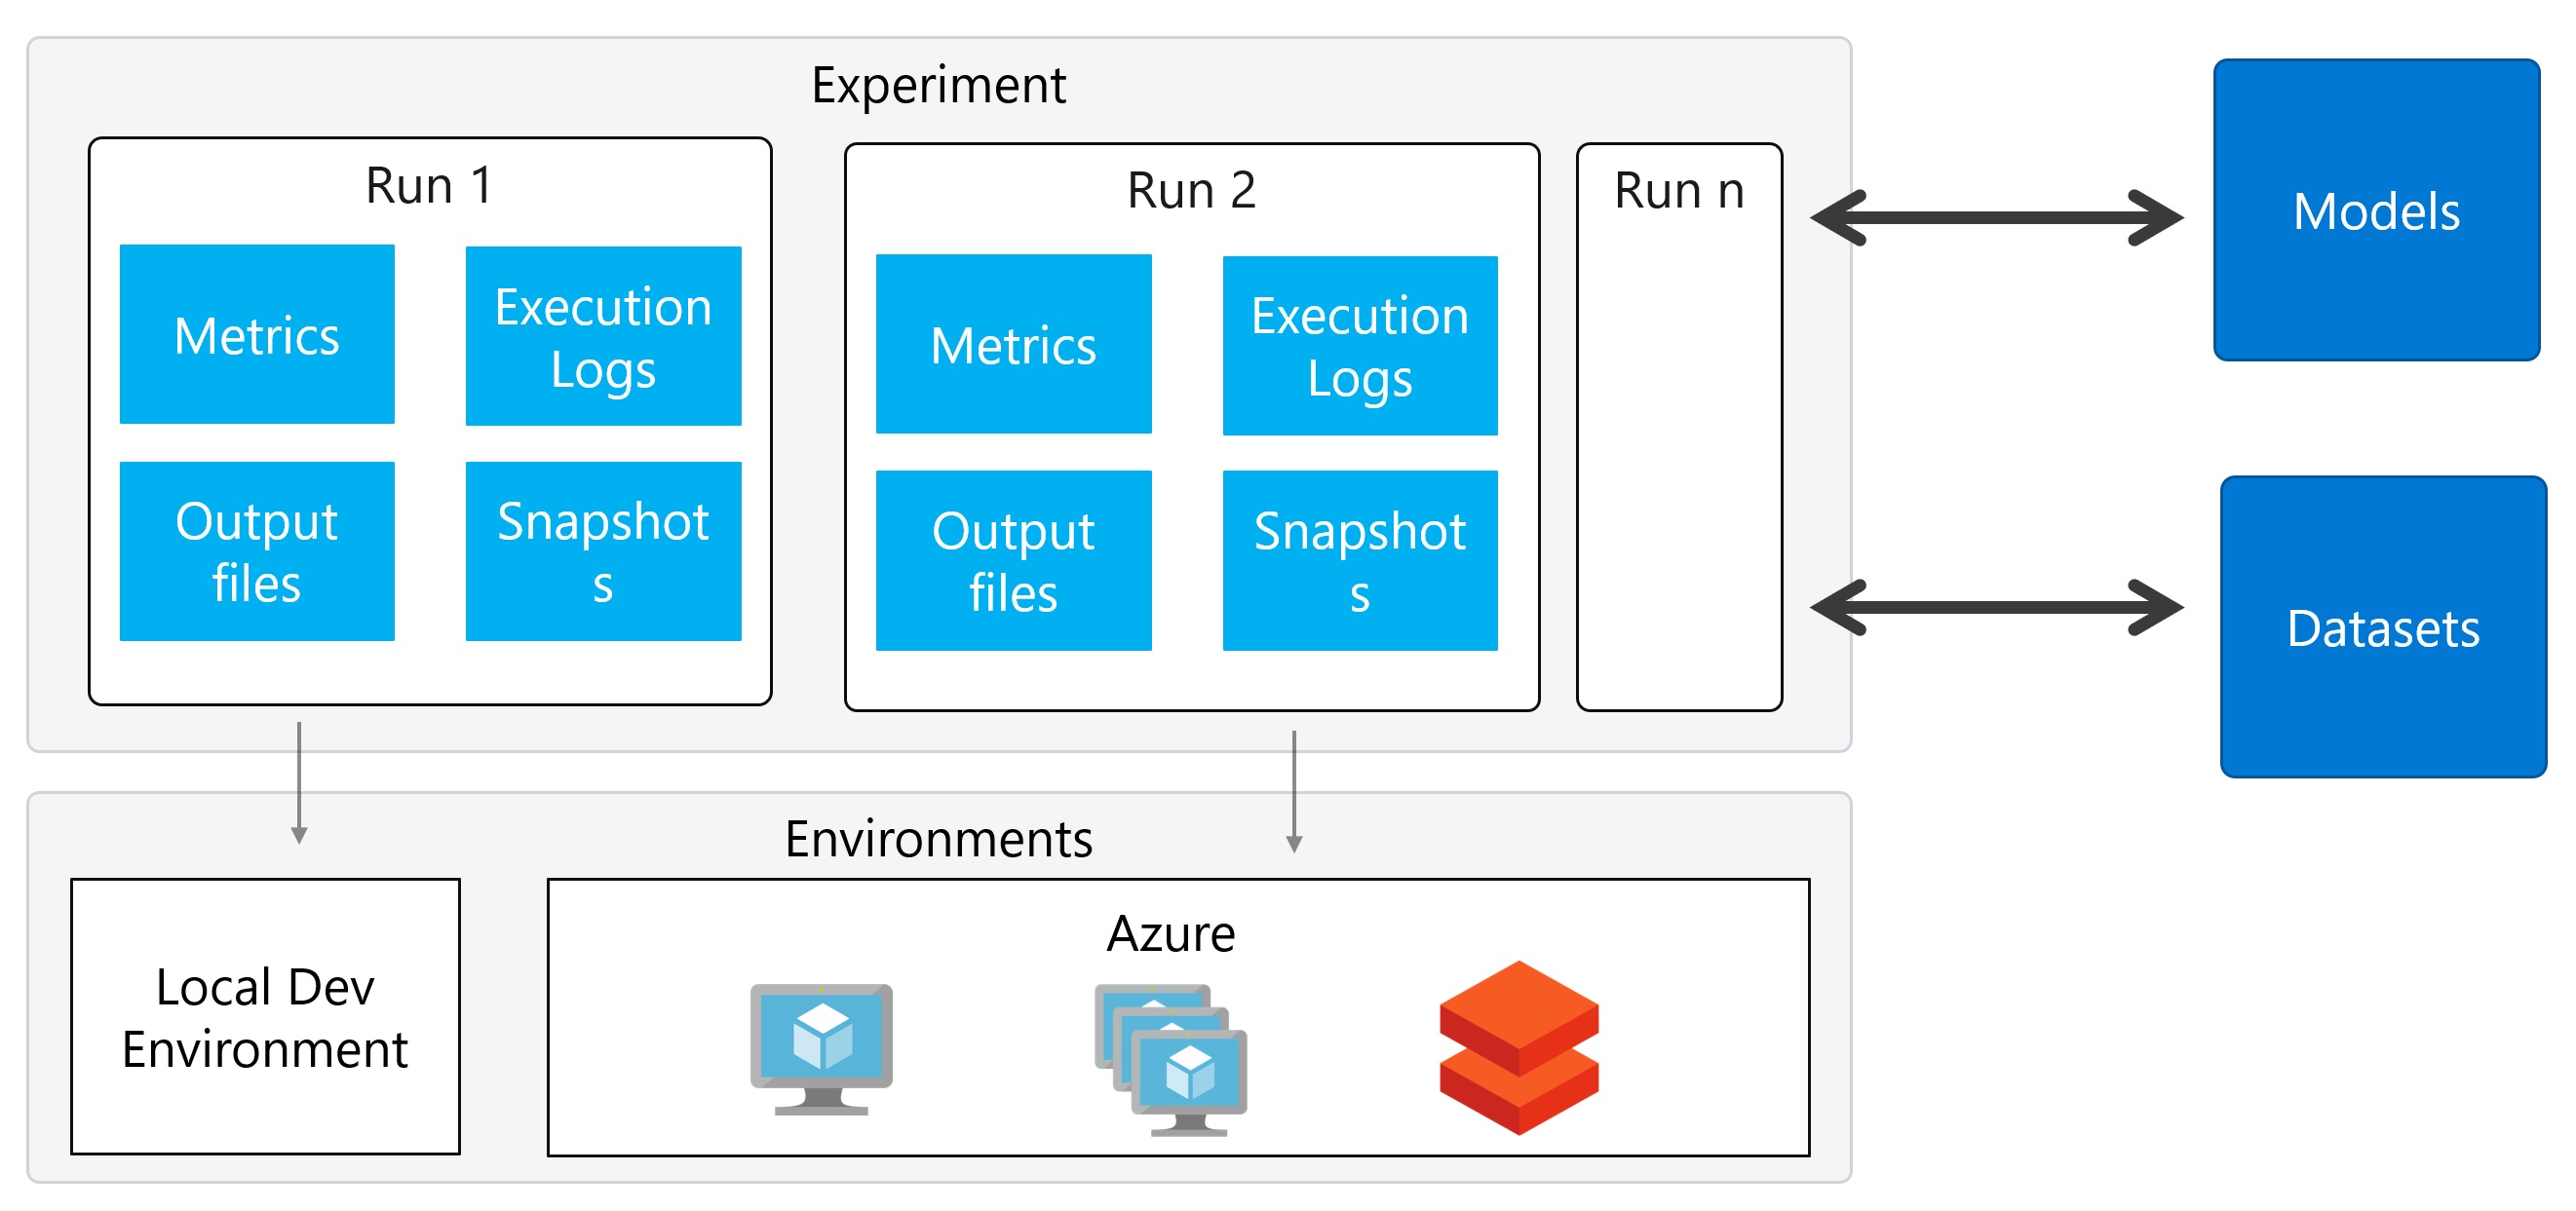 Experiment
Run 1
Metrics
Execution
Logs
Output
files
Snapshot
s
Run 2
Metrics
Execution
Logs
Output
files
Snapshot
s
Run n
Models
Datasets
Environments
Local Dev
Environment
Azure